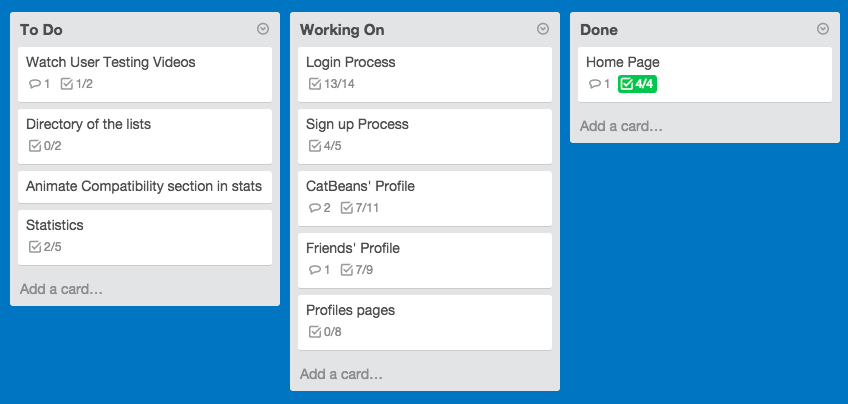 To Do
Watch User Testing Videos
1 1/2
Directory of the lists
0/2
Animate Compatibility section in stats
Statistics
2/5
Add a card…
Working On
Login Process
13/14
Sign up Process
4/5
CatBeans' Profile
2 7/11
Friends' Profile
1 7/9
Profiles pages
0/8
Add a card…
Done
Home Page
1 4/4
Add a card…